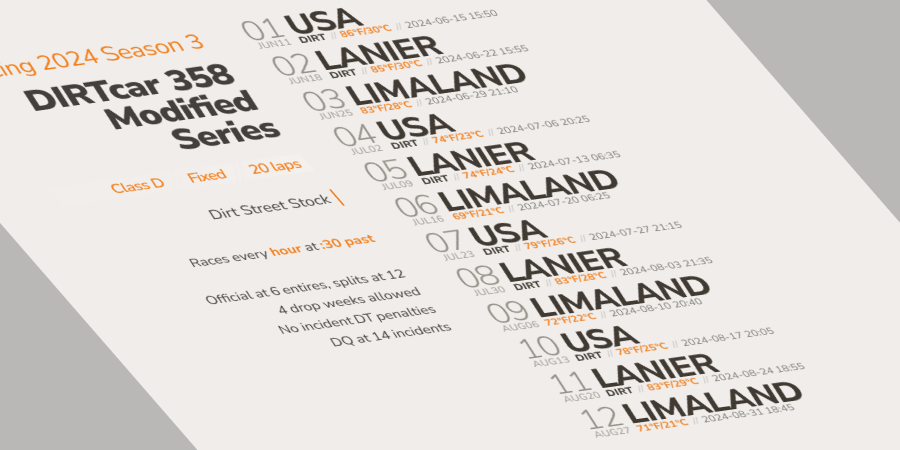 ing 2024 Season 3
DIRTcar 358
Modified
Series
Class D Fixed 20 laps
Dirt Street Stock
Races every hour at :30 past
Official at 6 entires, splits at 12
4 drop weeks allowed
No incident DT penalties
DQ at 14 incidents
01 USA
JUN11 DIRT // 86°F/30°C // 2024-06-15 15:50
02 LANIER
JUN18 DIRT // 85°F/30°C // 2024-06-22 15:55
03 LIMALAND
JUN25 83°F/28°C // 2024-06-29 21:10
04 USA
JUL02 DIRT // 74°F/23°C // 2024-07-06 20:25
05 LANIER
JUL09 DIRT // 74°F/24°C // 2024-07-13 06:35
06 LIMALAND
JUL16 69°F/21°C // 2024-07-20 06:25
07 USA
JUL23 DIRT // 79°F/26°C // 2024-07-27 21:15
08 LANIER
JUL30 DIRT // 83°F/28°C // 2024-08-03 21:35
09 LIMALAND
AUG06 72°F/22°C // 2024-08-10 20:40
10 USA
AUG13 DIRT // 78°F/25°C // 2024-08-17 20:05
11 LANIER
AUG20 DIRT // 83°F/29°C // 2024-08-24 18:55
12 LIMALAND
AUG27 71°F/21°C // 2024-08-31 18:45